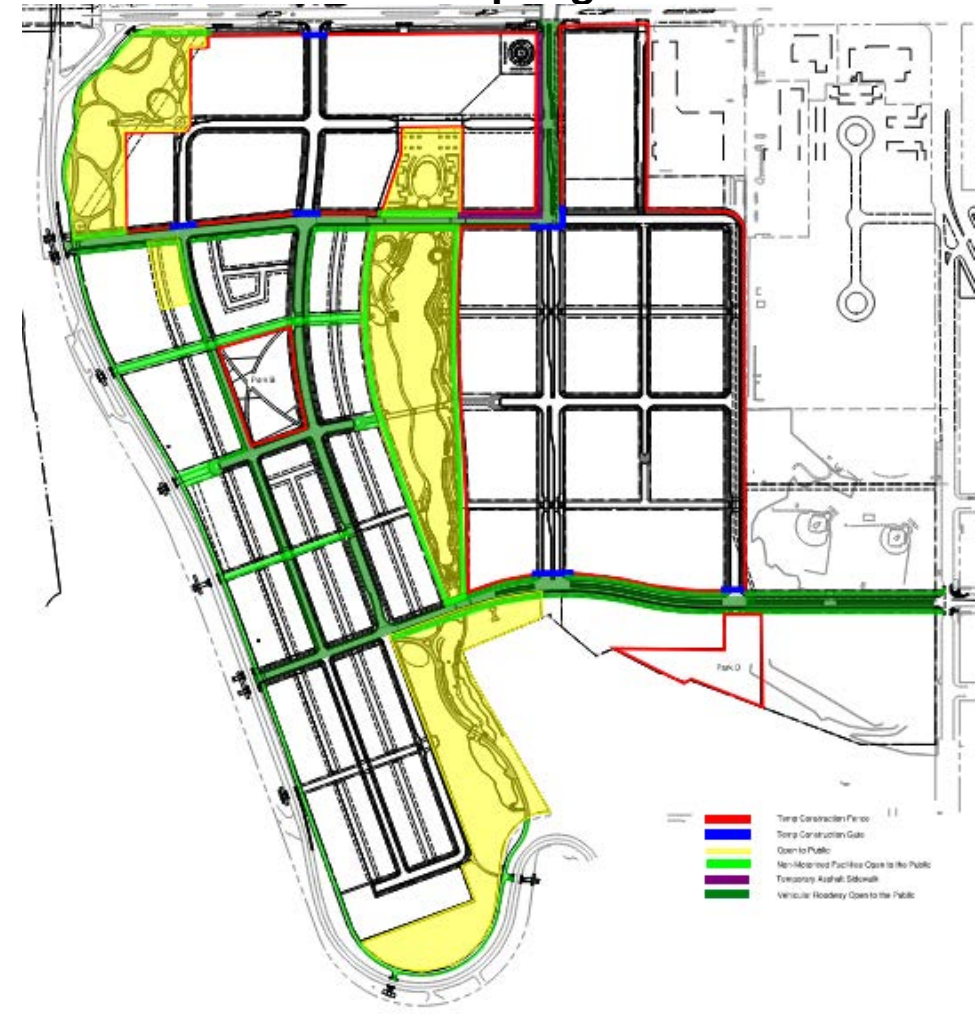 Park B
Park D
Temp Construction Fence
Temp Construction Gate
Open to Public
Non-Motorized Facilities Open to the Public
Temporary Asphalt Sidewalk
Vehicular Roadway Open to the Public